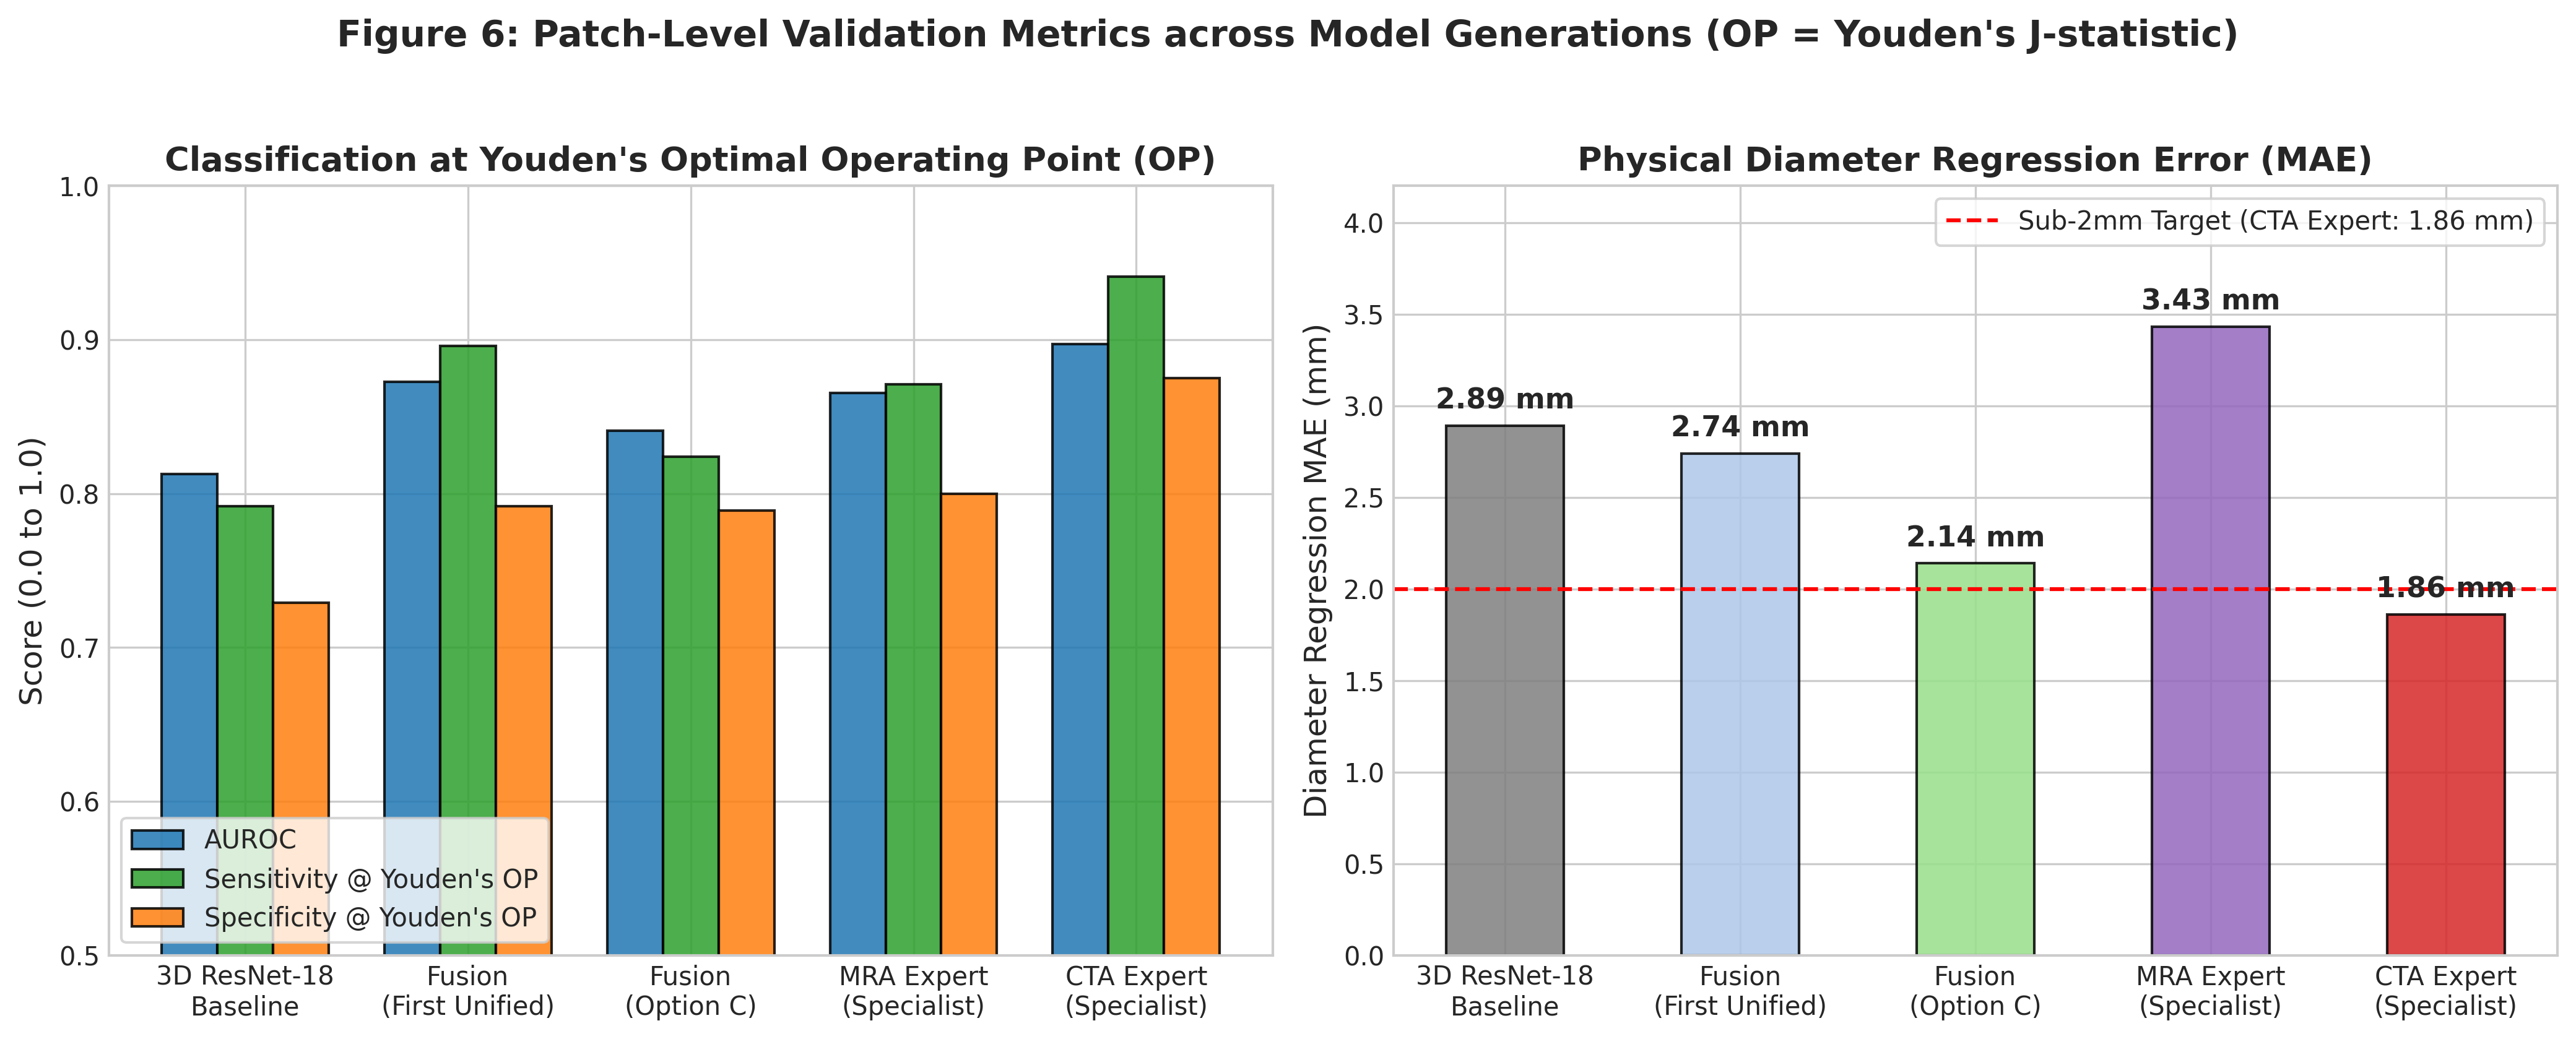 Figure 6: Patch-Level Validation Metrics across Model Generations (OP = Youden's J-statistic)
Classification at Youden's Optimal Operating Point (OP)
Score (0.0 to 1.0)
1.0
0.9
0.8
0.7
0.6
0.5
AUROC
Sensitivity @ Youden's OP
Specificity @ Youden's OP
3D ResNet-18
Baseline
Fusion
(First Unified)
Fusion
(Option C)
MRA Expert
(Specialist)
CTA Expert
(Specialist)
Physical Diameter Regression Error (MAE)
Diameter Regression MAE (mm)
4.0
3.5
3.0
2.5
2.0
1.5
1.0
0.5
0.0
Sub-2mm Target (CTA Expert: 1.86 mm)
2.89 mm
2.74 mm
2.14 mm
3.43 mm
1.86 mm
3D ResNet-18
Baseline
Fusion
(First Unified)
Fusion
(Option C)
MRA Expert
(Specialist)
CTA Expert
(Specialist)